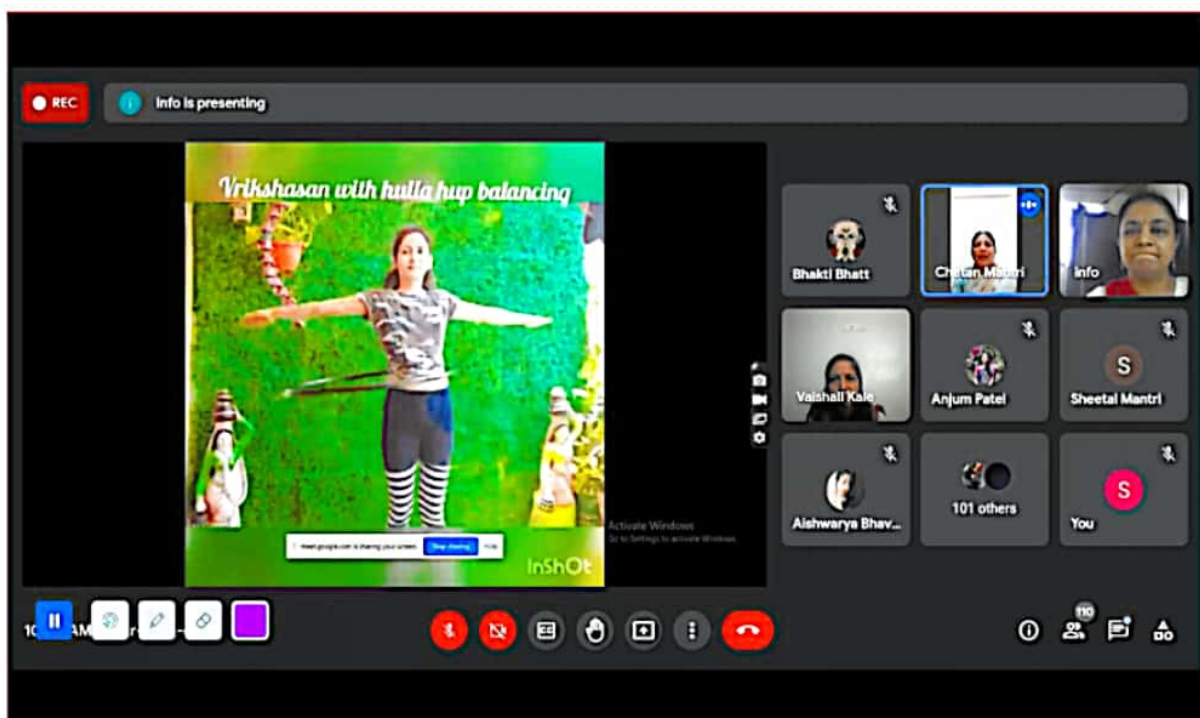 REC
Info is presenting
Vrikshasan with hulla hup balancing
Bhakti Bhatt
Chetan Mantri
Info
Vaishali Kale
Anjum Patel
S
Sheetal Mantri
Aishwarya Bhav...
101 others
S
You
Activate Windows
Go to Settings to activate Windows.
meet.google.com is sharing your screen.
Stop sharing
Hide
InShOt
CC
110